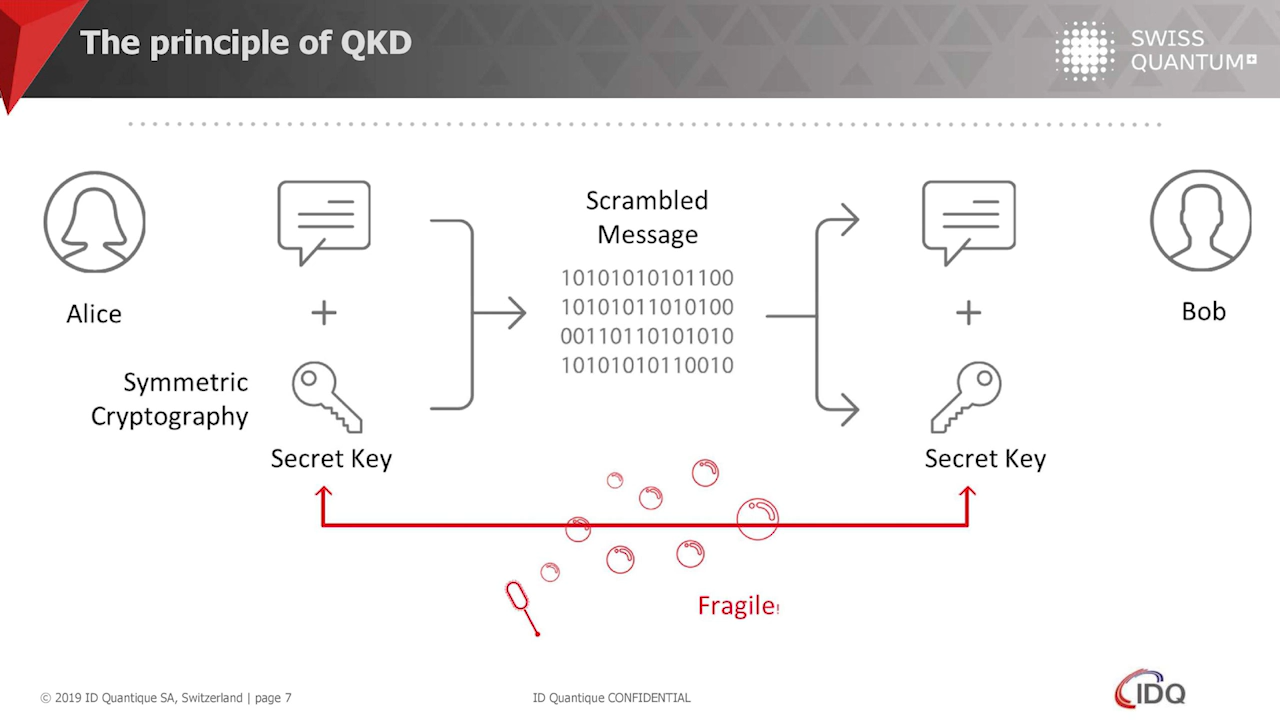 The principle of QKD
SWISS
QUANTUM
Scrambled
Message
10101010101100
10101011010100
00110110101010
10101010110010
Alice
Bob
Symmetric
Cryptography
Secret Key
Secret Key
Fragile!
© 2019 ID Quantique SA, Switzerland | page 7
ID Quantique CONFIDENTIAL
IDQ